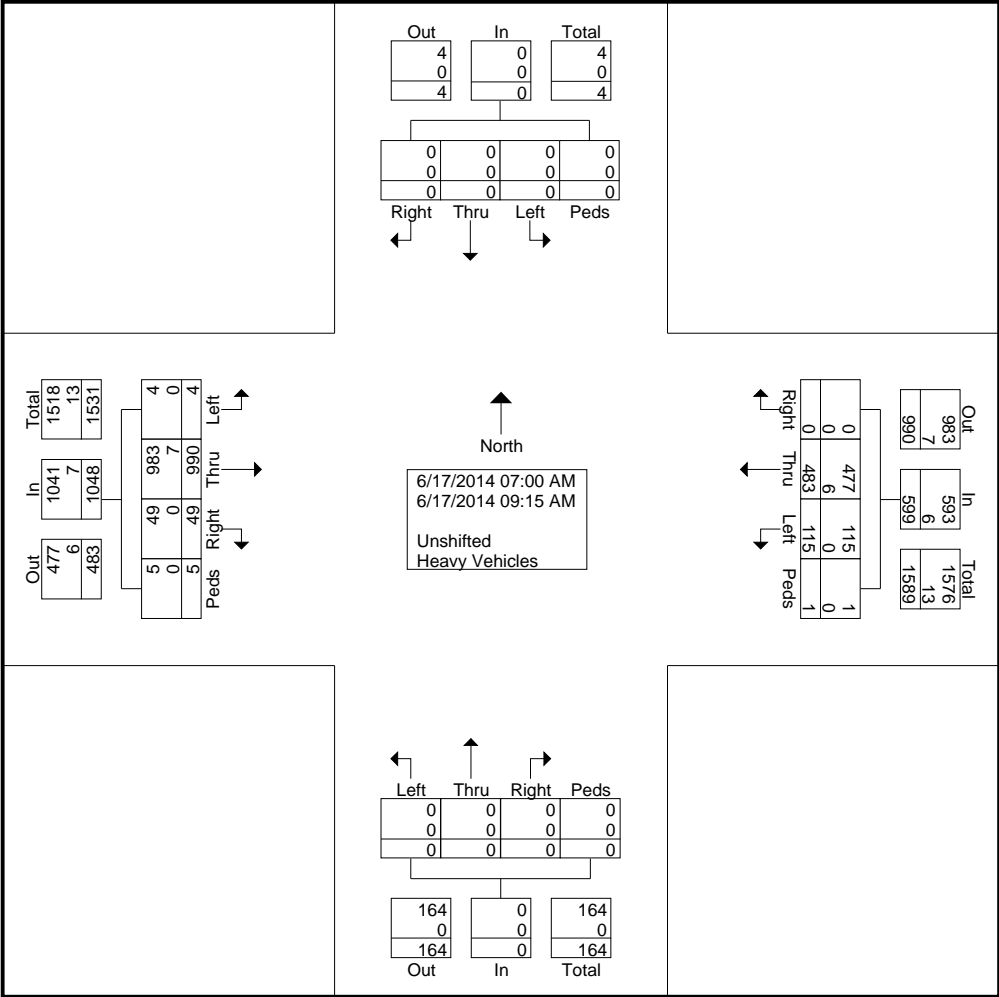 Out In Total
4 0 4
0 0 0
4 0 4
0 0 0 0
0 0 0 0
0 0 0 0
Right Thru Left Peds
Total
1518
13
1531
In
1041
7
1048
Out
477
6
483
4
0
4
Left
983
7
990
Thru
49
0
49
Right
5
0
5
Peds
North
6/17/2014 07:00 AM
6/17/2014 09:15 AM
Unshifted
Heavy Vehicles
Right
0
0
0
Thru
477
6
483
Left
115
0
115
Peds
1
0
1
Out
983
7
990
In
593
6
599
Total
1576
13
1589
Left Thru Right Peds
0 0 0 0
0 0 0 0
0 0 0 0
164 0 164
0 0 0
164 0 164
Out In Total